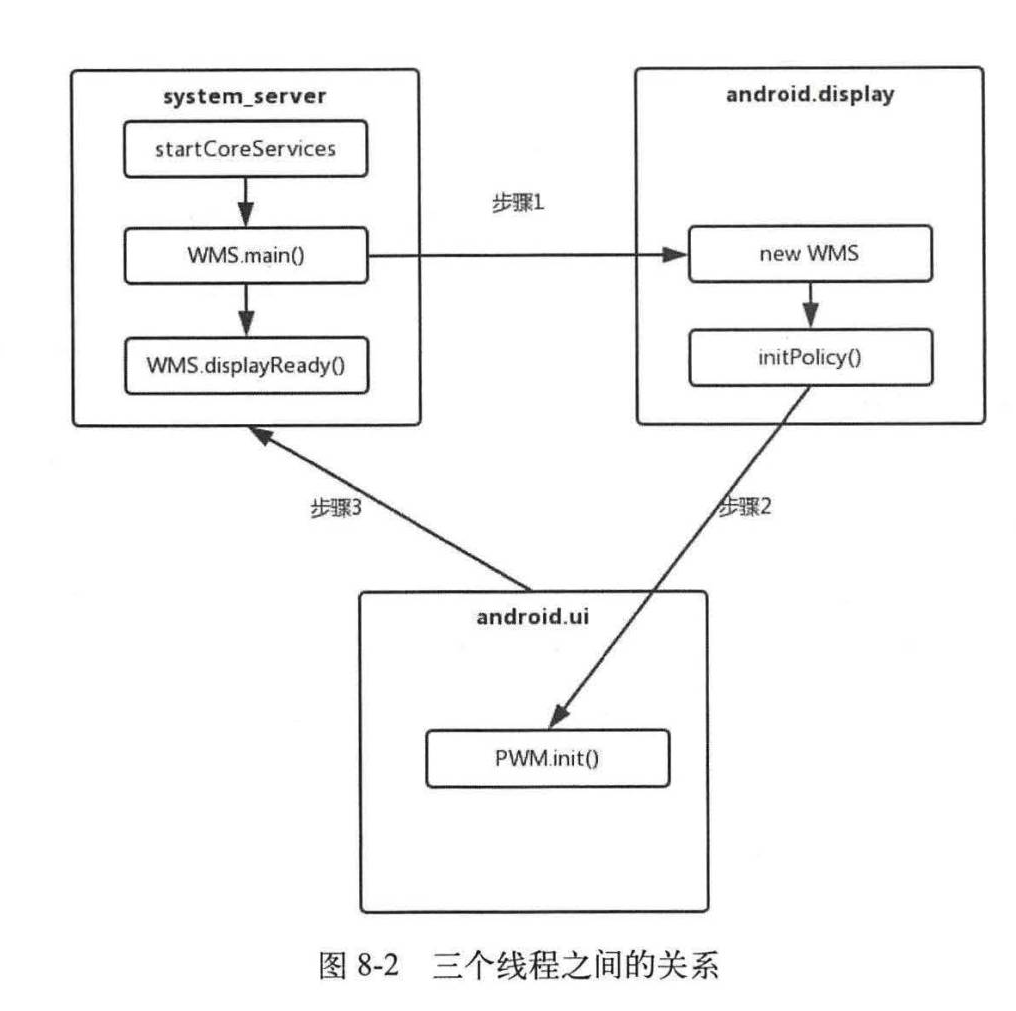 system_server
startCoreServices
WMS.main()
WMS.displayReady()
步骤1
android.display
new WMS
initPolicy()
步骤3
步骤2
android.ui
PWM.init()
图 8-2 三个线程之间的关系